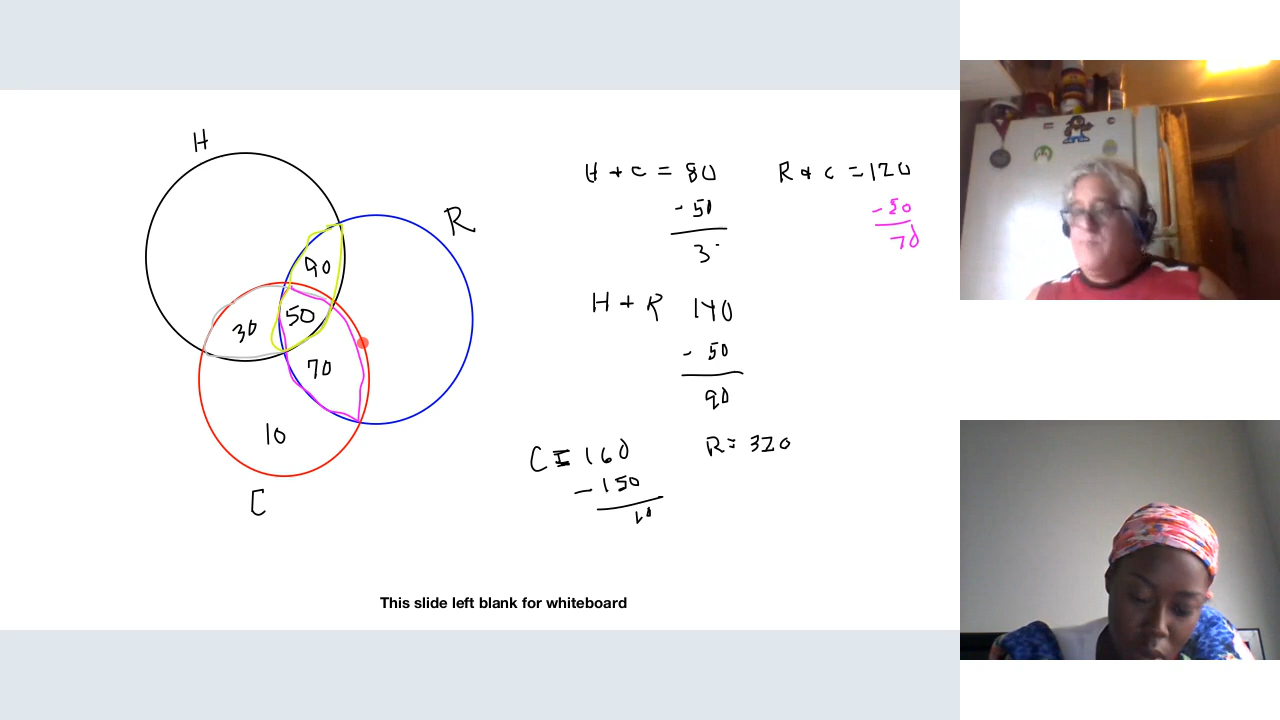 H
R
90
50
30
70
10
C
H + C = 80
- 50
3
R & C = 120
- 50
70
H + R 140
- 50
90
C = 160
- 150
10
R = 320
This slide left blank for whiteboard